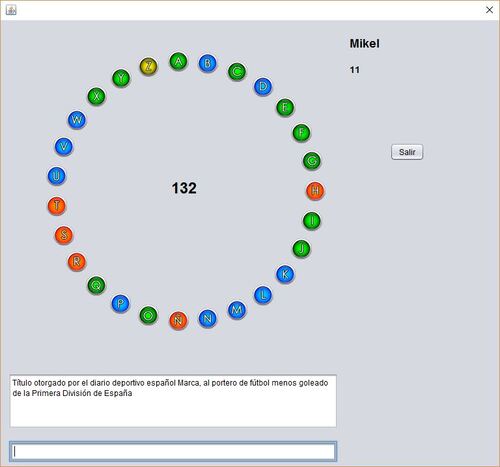 Mikel
11
Salir
A
B
C
D
E
F
G
H
I
J
K
L
M
N
Ñ
O
P
Q
R
S
T
U
V
W
X
Y
Z
132
Título otorgado por el diario deportivo español Marca, al portero de fútbol menos goleado
de la Primera División de España